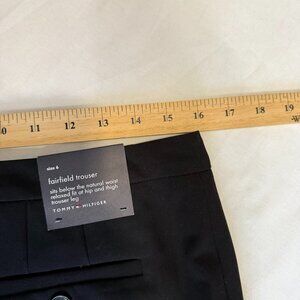 10 11 12 13 14 15 16 17 18 19
size 6
fairfield trouser
sits below the natural waist
relaxed fit at hip and thigh
trouser leg
TOMMY HILFIGER